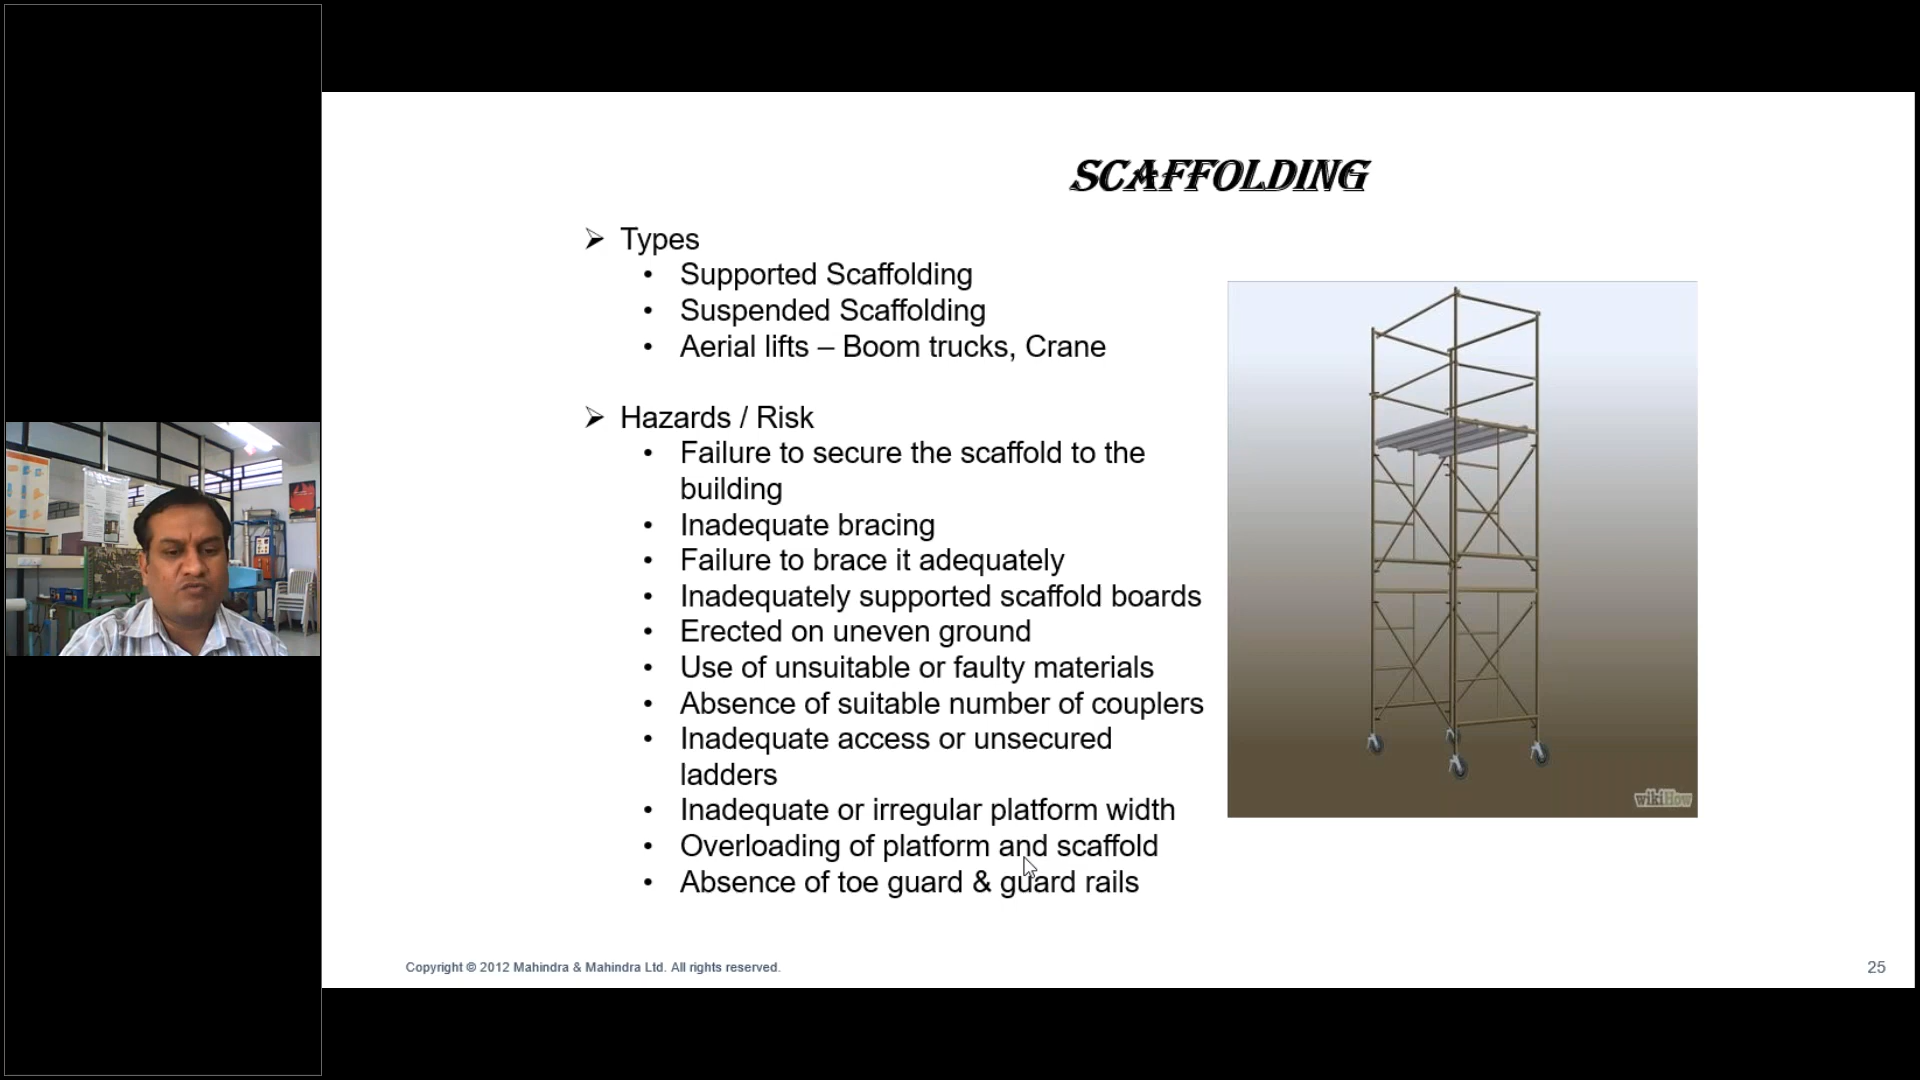 SCAFFOLDING
➢ Types
• Supported Scaffolding
• Suspended Scaffolding
• Aerial lifts – Boom trucks, Crane
➢ Hazards / Risk
• Failure to secure the scaffold to the
building
• Inadequate bracing
• Failure to brace it adequately
• Inadequately supported scaffold boards
• Erected on uneven ground
• Use of unsuitable or faulty materials
• Absence of suitable number of couplers
• Inadequate access or unsecured
ladders
• Inadequate or irregular platform width
• Overloading of platform and scaffold
• Absence of toe guard & guard rails
wikiHow
Copyright © 2012 Mahindra & Mahindra Ltd. All rights reserved.
25